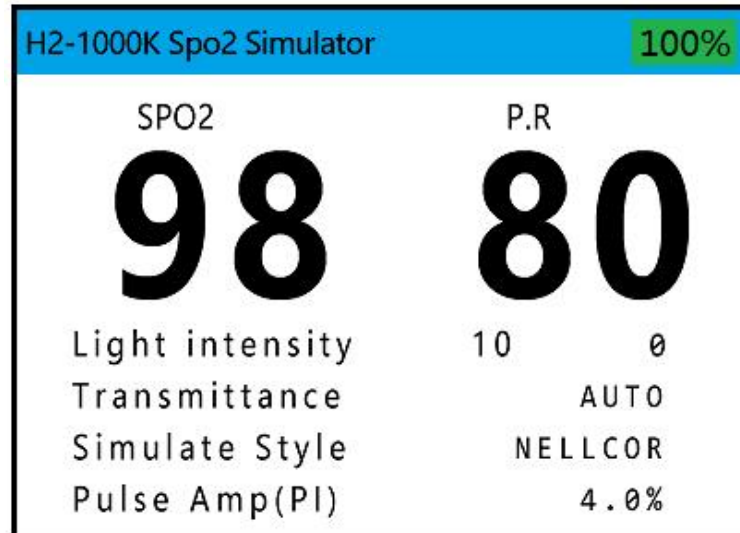 H2-1000K Spo2 Simulator 100%
SPO2 P.R
98 80
Light intensity 10 0
Transmittance AUTO
Simulate Style NELLCOR
Pulse Amp(PI) 4.0%